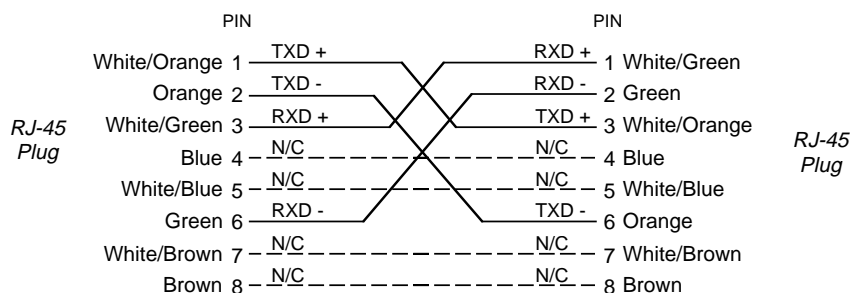 PIN PIN
White/Orange 1 TXD + RXD + 1 White/Green
Orange 2 TXD - RXD - 2 Green
White/Green 3 RXD + TXD + 3 White/Orange
RJ-45 Plug
Blue 4 N/C N/C 4 Blue
RJ-45 Plug
White/Blue 5 N/C N/C 5 White/Blue
Green 6 RXD - TXD - 6 Orange
White/Brown 7 N/C N/C 7 White/Brown
Brown 8 N/C N/C 8 Brown